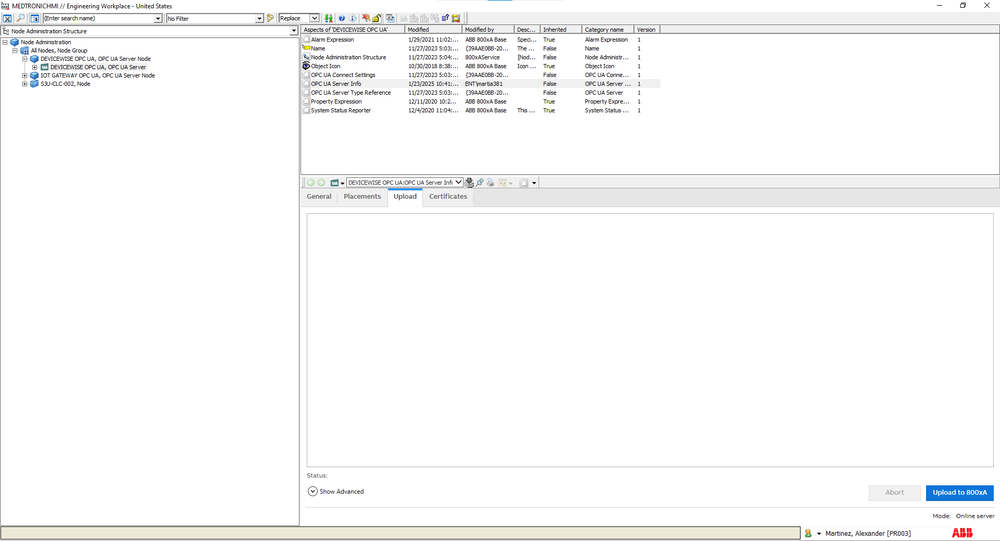 MEDTRONICHMI // Engineering Workplace - United States
(Enter search name) No Filter Replace
Node Administration Structure
Node Administration
All Nodes, Node Group
DEVICEWISE OPC UA, OPC UA Server Node
UA DEVICEWISE OPC UA, OPC UA Server
IOT GATEWAY OPC UA, OPC UA Server Node
SJU-CLC-002, Node
Aspects of 'DEVICEWISE OPC UA' Modified Modified by Desc... Inherited Category name Version
Alarm Expression 1/29/2021 11:02:... ABB 800xA Base Speci... True Alarm Expression 1
Name 11/27/2023 5:03:... {39AAE0BB-20... The ... False Name 1
Node Administration Structure 11/27/2023 5:04:... 800xAService [Nod... False Node Administr... 1
Object Icon 10/30/2018 8:38:... ABB 800xA Base Icon ... True Object Icon 1
OPC UA Connect Settings 11/27/2023 5:03:... {39AAE0BB-20... False OPC UA Conne... 1
OPC UA Server Info 1/23/2025 10:41:... ENT\martia381 False OPC UA Server ... 1
OPC UA Server Type Reference 11/27/2023 5:03:... {39AAE0BB-20... False OPC UA Server 1
Property Expression 12/11/2020 10:2... ABB 800xA Base True Property Expre... 1
System Status Reporter 12/4/2020 11:04:... ABB 800xA Base This ... True System Status ... 1
UA DEVICEWISE OPC UA:OPC UA Server Info
General Placements Upload Certificates
Status:
Show Advanced
Abort Upload to 800xA
Mode: Online server
Martinez, Alexander [PR003] ABB